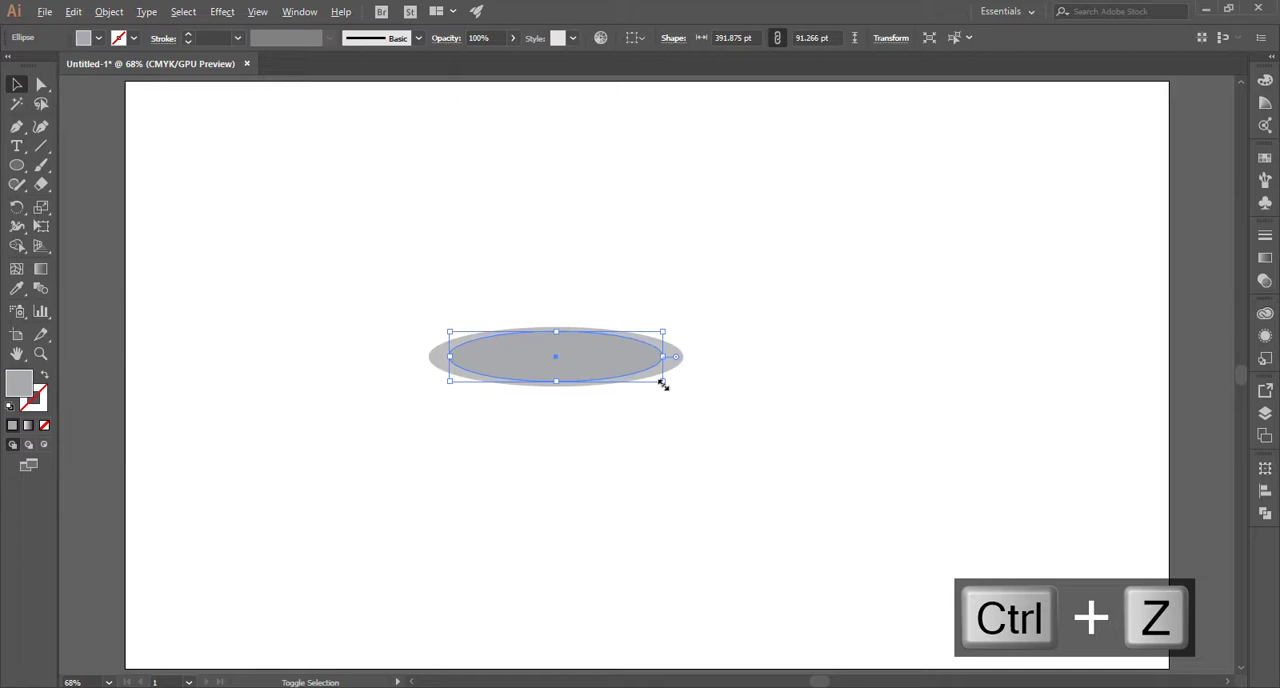 Ai File Edit Object Type Select Effect View Window Help Br St Essentials Search Adobe Stock
Ellipse Stroke: Basic Opacity: 100% Style: Shape: 391.875 pt 91.266 pt Transform
Untitled-1* @ 68% (CMYK/GPU Preview) ×
Ctrl + Z
68% 1 Toggle Selection